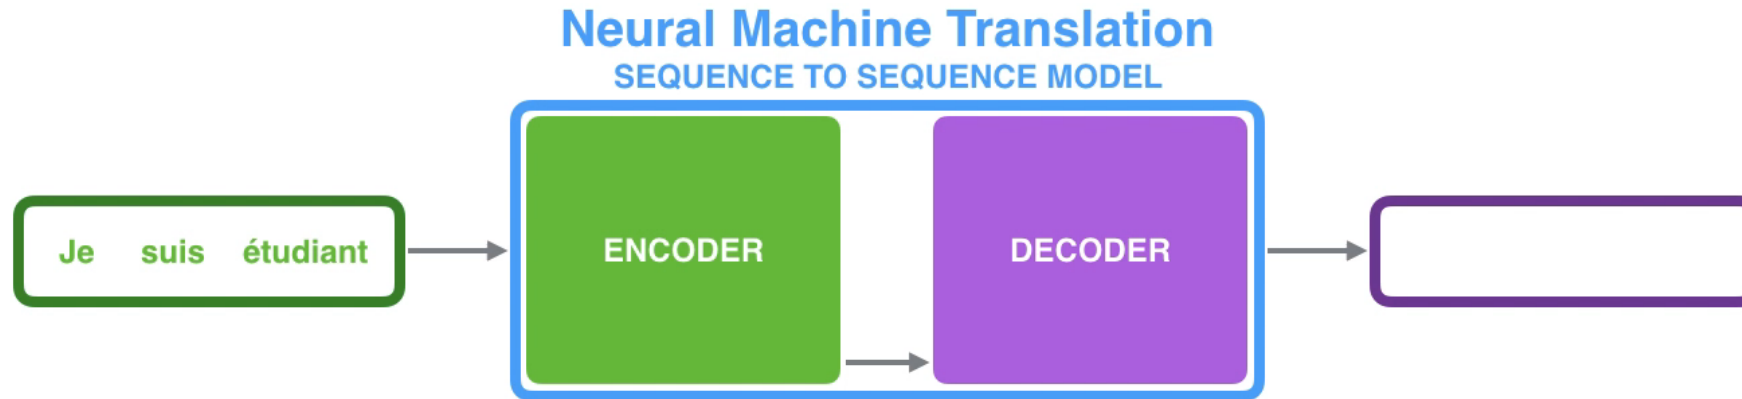 Neural Machine Translation
SEQUENCE TO SEQUENCE MODEL
Je suis étudiant
ENCODER
DECODER